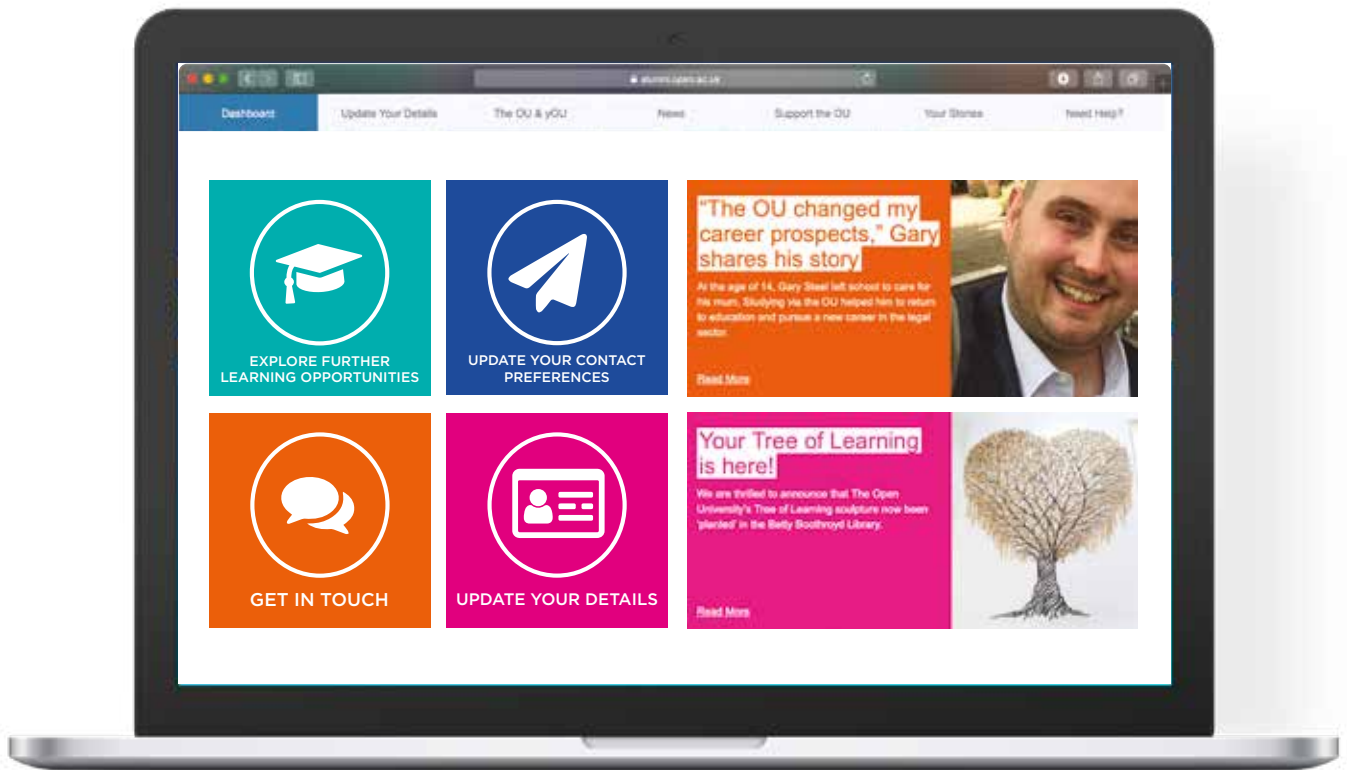 alumni.open.ac.uk
Dashboard
Update Your Details
The OU & yOU
News
Support the OU
Your Stories
Need Help?
EXPLORE FURTHER
LEARNING OPPORTUNITIES
UPDATE YOUR CONTACT
PREFERENCES
"The OU changed my
career prospects," Gary
shares his story
At the age of 14, Gary Steel left school to care for
his mum. Studying via the OU helped him to return
to education and pursue a new career in the legal
sector.
Read More
GET IN TOUCH
UPDATE YOUR DETAILS
Your Tree of Learning
is here!
We are thrilled to announce that The Open
University's Tree of Learning sculpture now been
'planted' in the Betty Boothroyd Library.
Read More